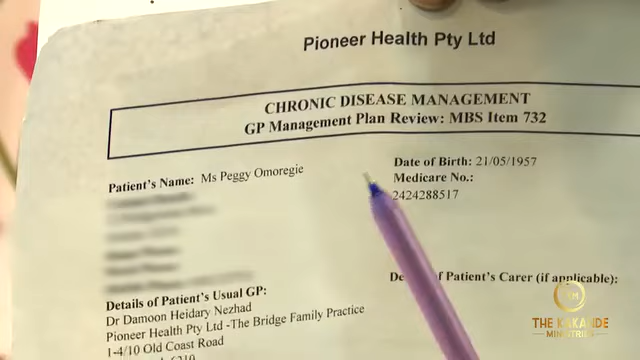 Pioneer Health Pty Ltd
CHRONIC DISEASE MANAGEMENT
GP Management Plan Review: MBS Item 732
Patient's Name: Ms Peggy Omoregie
Date of Birth: 21/05/1957
Medicare No.:
2424288517
of Patient's Carer (if applicable):
Details of Patient's Usual GP:
Dr Damoon Heidary Nezhad
Pioneer Health Pty Ltd -The Bridge Family Practice
1-4/10 Old Coast Road
THE KAKANDE
MINISTRIES